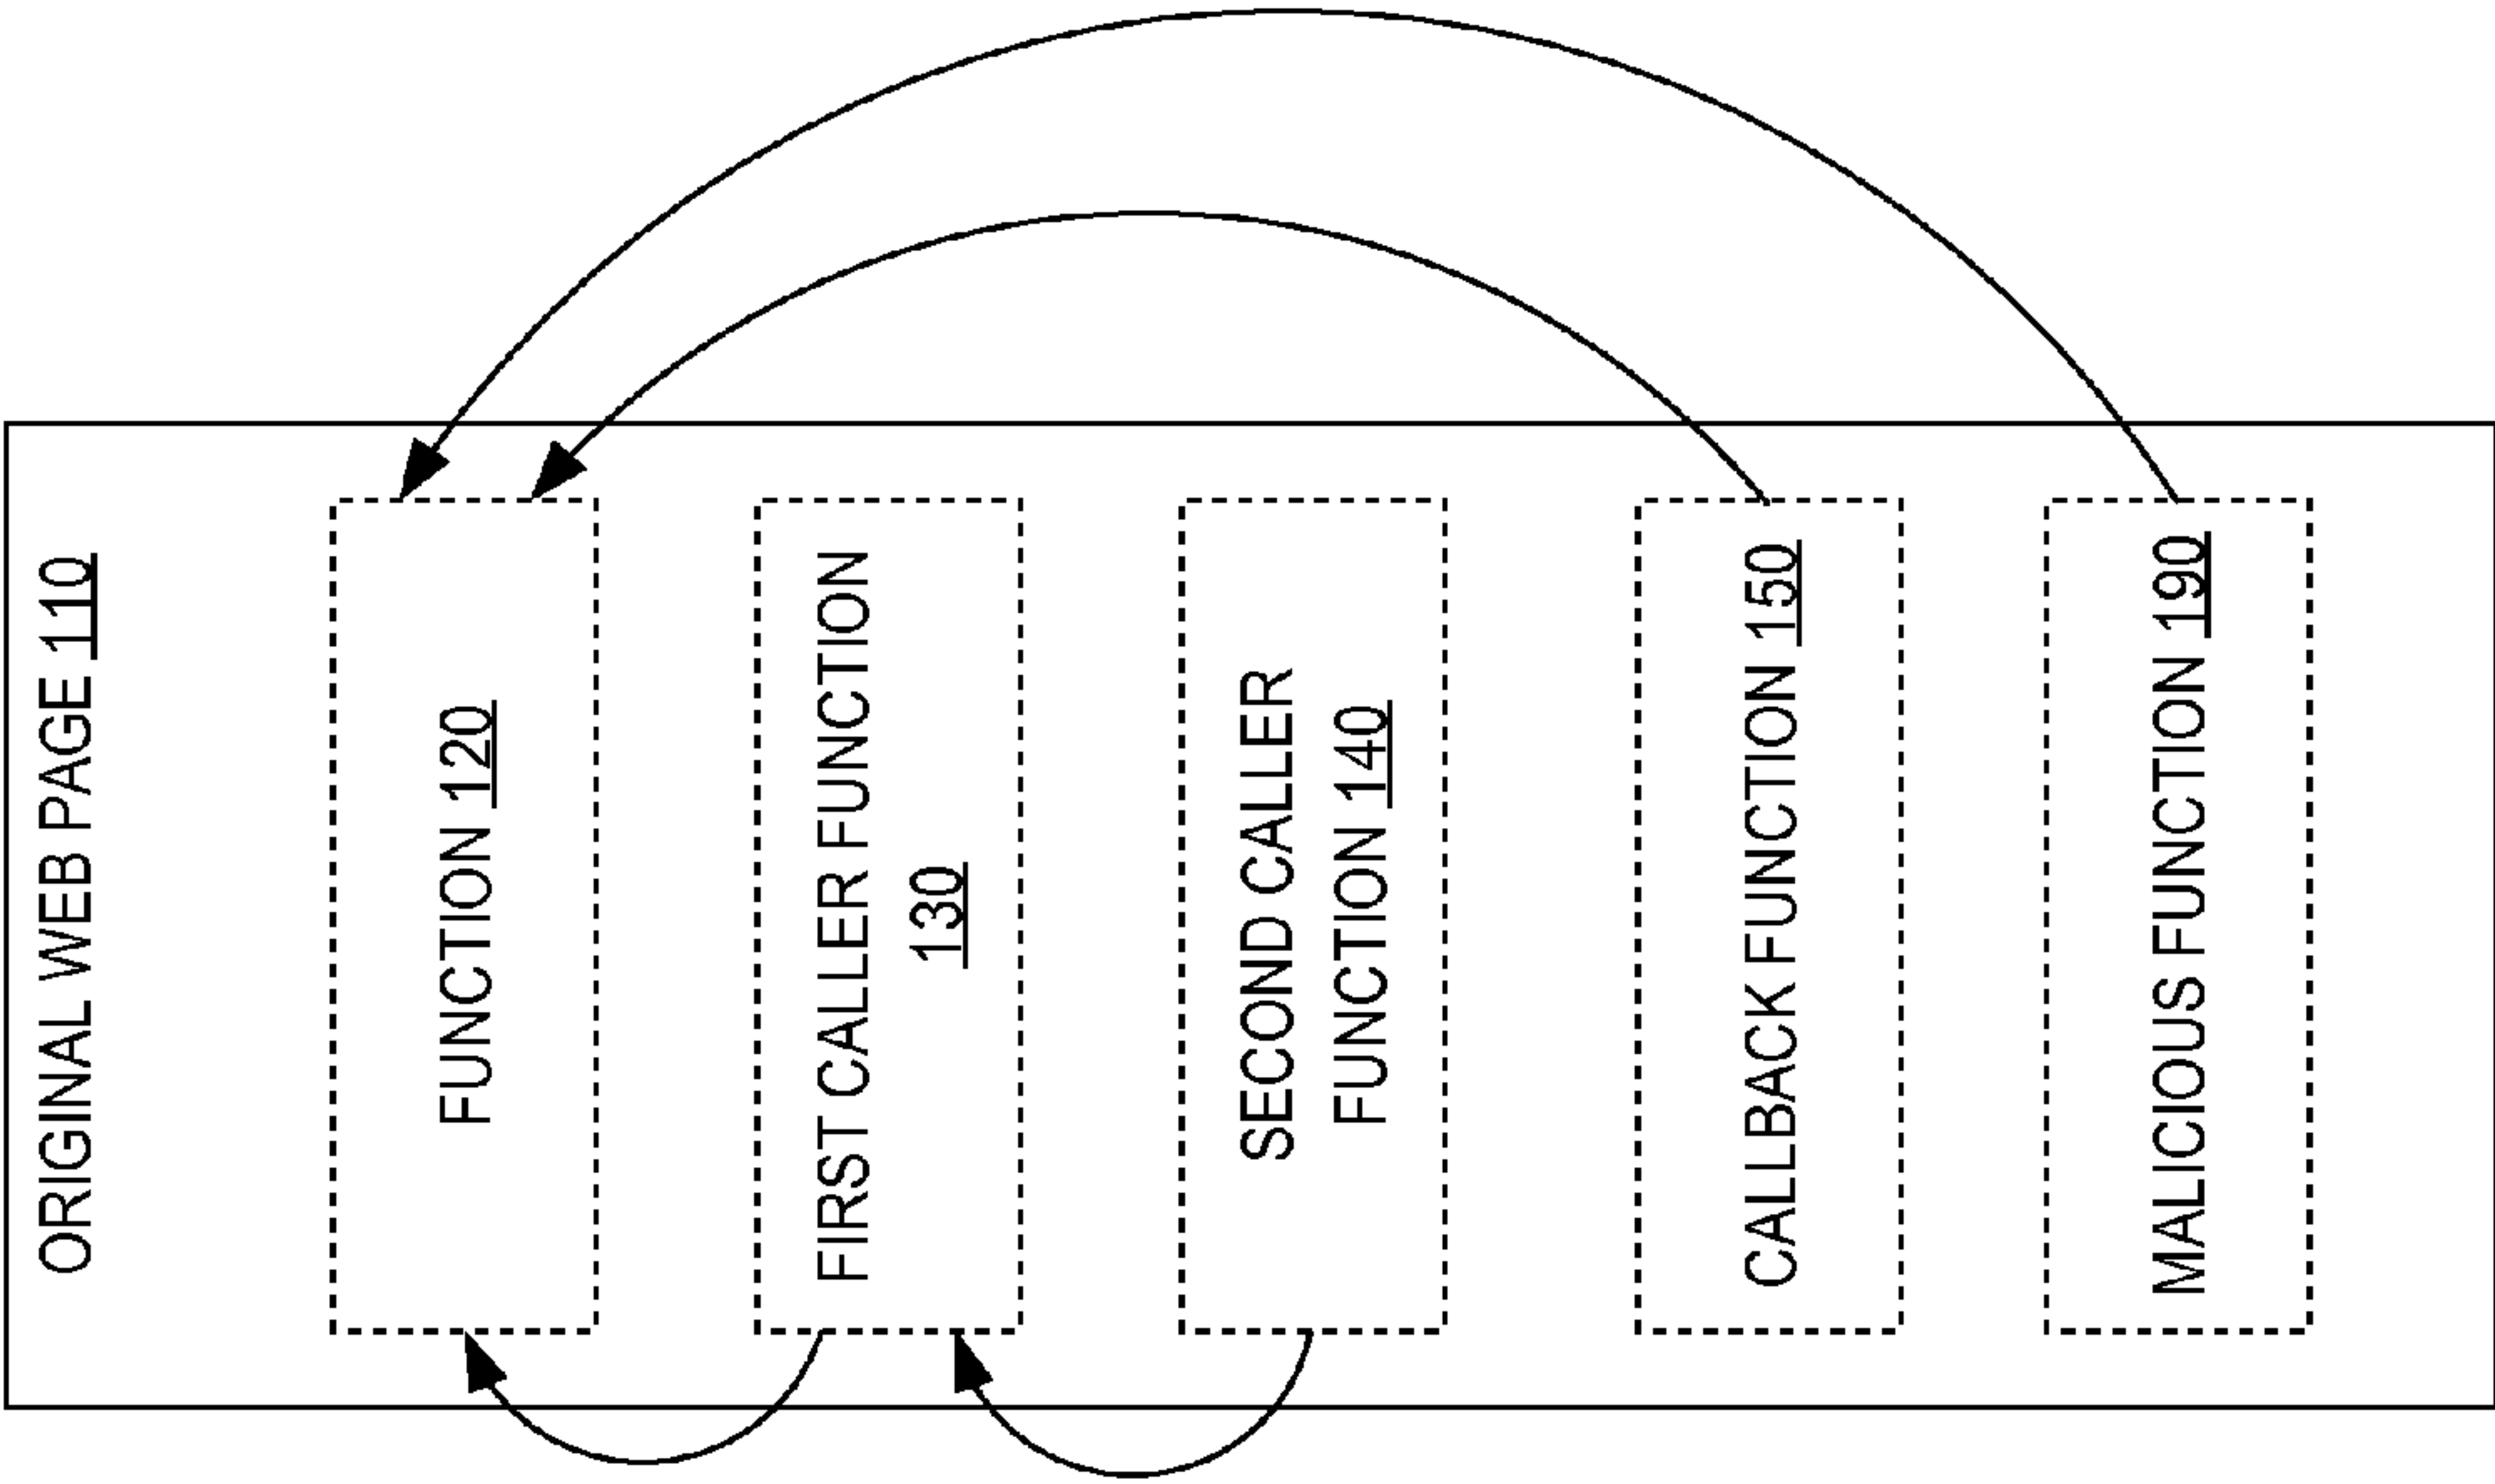 ORIGINAL WEB PAGE 110
FUNCTION 120
FIRST CALLER FUNCTION
130
SECOND CALLER
FUNCTION 140
CALLBACK FUNCTION 150
MALICIOUS FUNCTION 190